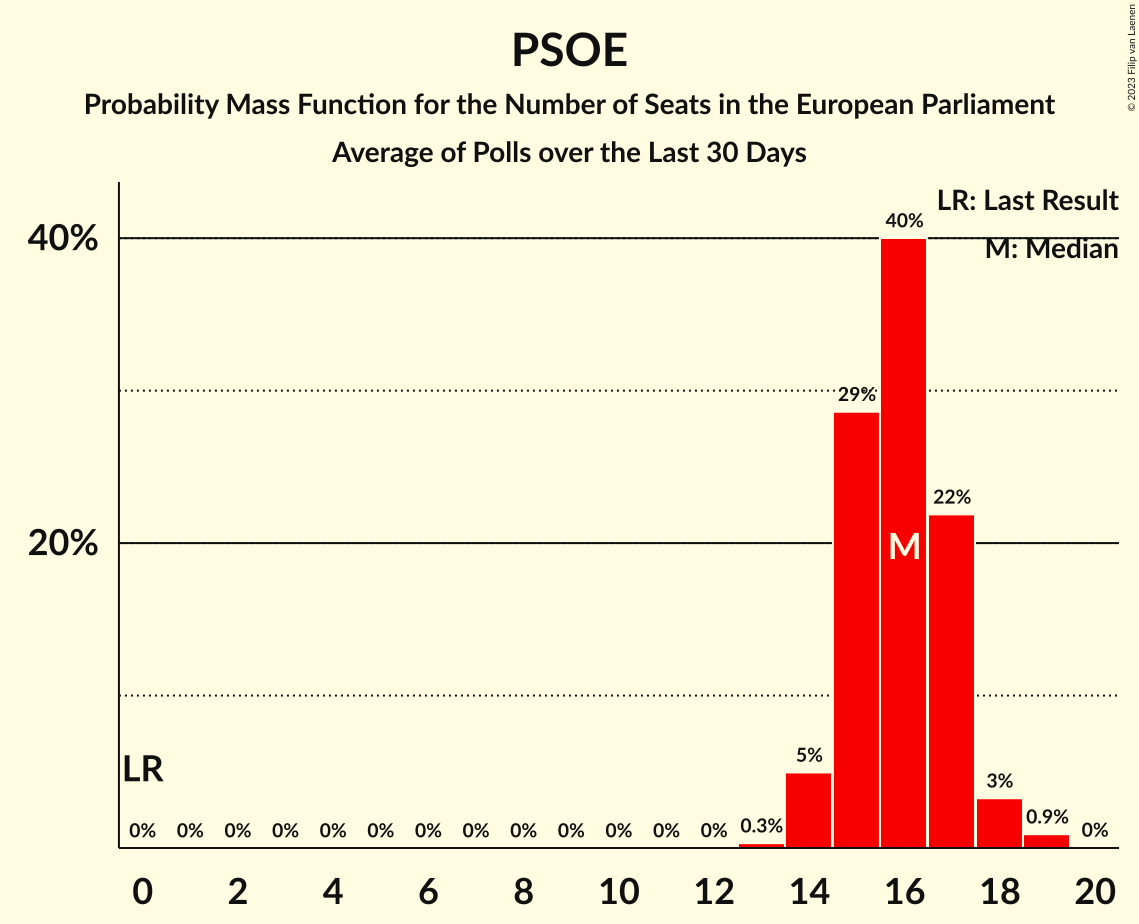 PSOE
Probability Mass Function for the Number of Seats in the European Parliament
Average of Polls over the Last 30 Days
© 2023 Filip van Laenen
LR: Last Result
M: Median
40%
20%
40%
29%
22%
M
5%
3%
LR
0% 0% 0% 0% 0% 0% 0% 0% 0% 0% 0% 0% 0% 0.3% 0.9% 0%
0 2 4 6 8 10 12 14 16 18 20